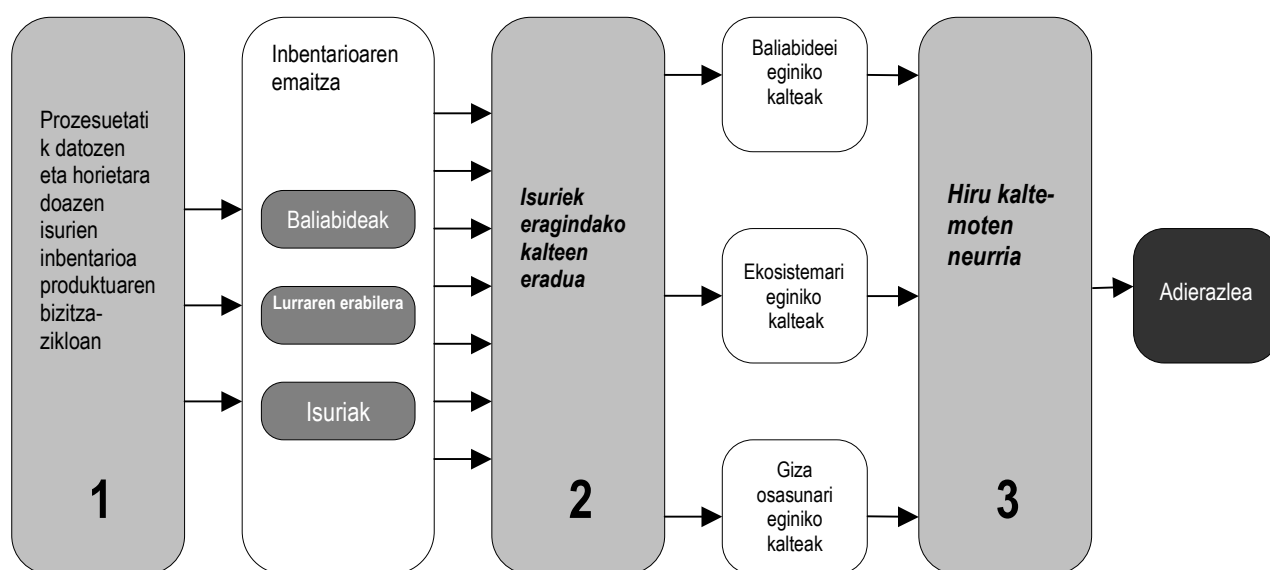 Prozesuetati
k datozen
eta horietara
doazen
isurien
inbentarioa
produktuaren
bizitza-
zikloan
1
Inbentarioaren
emaitza
Baliabideak
Lurraren erabilera
Isuriak
Isuriek
eragindako
kalteen
eradua
2
Baliabideei
eginiko
kalteak
Ekosistemari
eginiko
kalteak
Giza
osasunari
eginiko
kalteak
Hiru kalte-
moten
neurria
3
Adierazlea